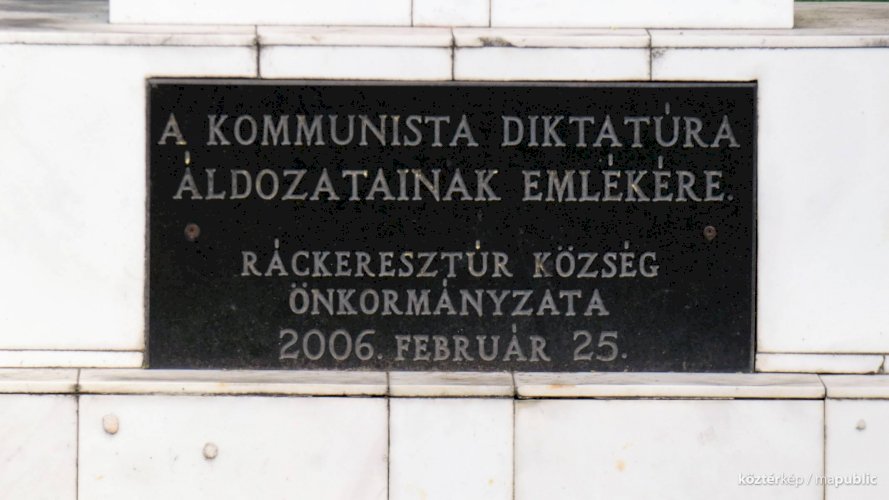 A KOMMUNISTA DIKTATÚRA
ÁLDOZATAINAK EMLÉKÉRE.
RÁCKERESZTÚR KÖZSÉG
ÖNKORMÁNYZATA
2006. FEBRUÁR 25.
köztérkép / mapublic